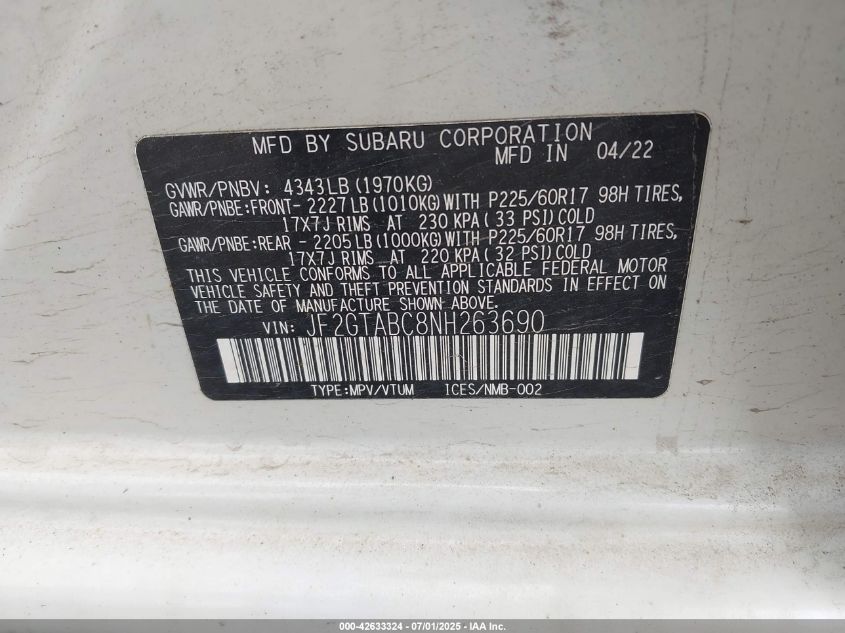 MFD BY SUBARU CORPORATION
MFD IN 04/22
GVWR/PNBV: 4343LB(1970KG)
GAWR/PNBE:FRONT- 2227LB(1010KG)WITH P225/60R17 98H TIRES,
17X7J RIMS AT 230 KPA(33 PSI)COLD
GAWR/PNBE:REAR - 2205LB(1000KG)WITH P225/60R17 98H TIRES,
17X7J RIMS AT 220 KPA(32 PSI)COLD
THIS VEHICLE CONFORMS TO ALL APPLICABLE FEDERAL MOTOR
VEHICLE SAFETY AND THEFT PREVENTION STANDARDS IN EFFECT ON
THE DATE OF MANUFACTURE SHOWN ABOVE.
VIN: JF2GTABC8NH263690
TYPE:MPV/VTUM ICES/NMB-002
000-42633324 - 07/01/2025 - IAA Inc.